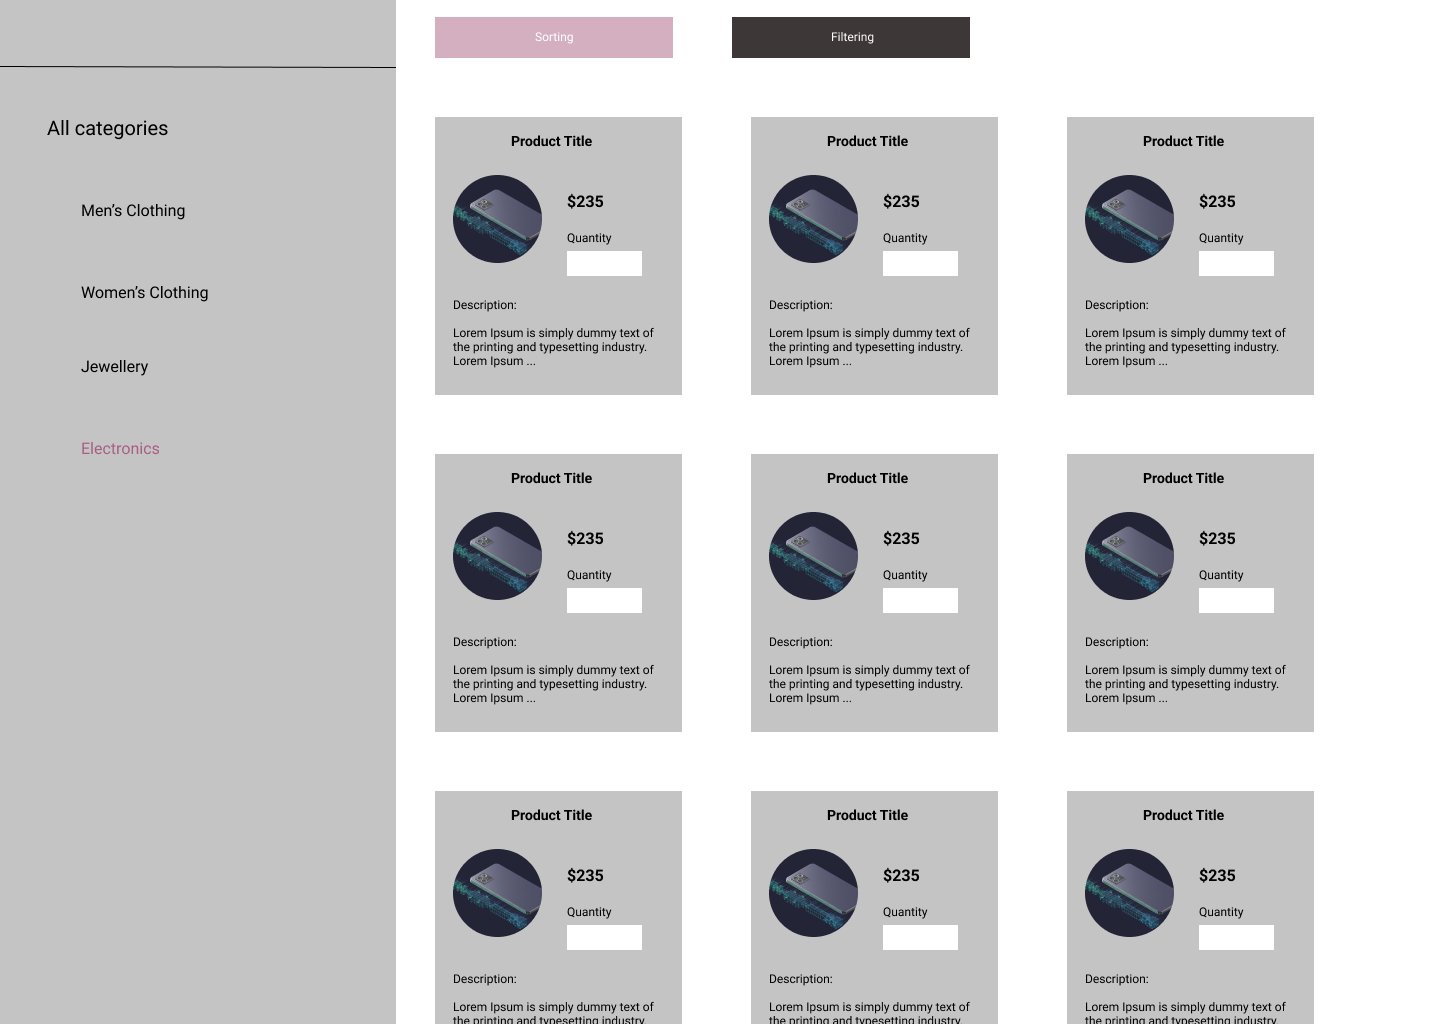 Sorting
Filtering
All categories
Men’s Clothing
Women’s Clothing
Jewellery
Electronics
Product Title
$235
Quantity
Description:
Lorem Ipsum is simply dummy text of
the printing and typesetting industry.
Lorem Ipsum ...
Product Title
$235
Quantity
Description:
Lorem Ipsum is simply dummy text of
the printing and typesetting industry.
Lorem Ipsum ...
Product Title
$235
Quantity
Description:
Lorem Ipsum is simply dummy text of
the printing and typesetting industry.
Lorem Ipsum ...
Product Title
$235
Quantity
Description:
Lorem Ipsum is simply dummy text of
the printing and typesetting industry.
Lorem Ipsum ...
Product Title
$235
Quantity
Description:
Lorem Ipsum is simply dummy text of
the printing and typesetting industry.
Lorem Ipsum ...
Product Title
$235
Quantity
Description:
Lorem Ipsum is simply dummy text of
the printing and typesetting industry.
Lorem Ipsum ...
Product Title
$235
Quantity
Description:
Lorem Ipsum is simply dummy text of
the printing and typesetting industry.
Product Title
$235
Quantity
Description:
Lorem Ipsum is simply dummy text of
the printing and typesetting industry.
Product Title
$235
Quantity
Description:
Lorem Ipsum is simply dummy text of
the printing and typesetting industry.